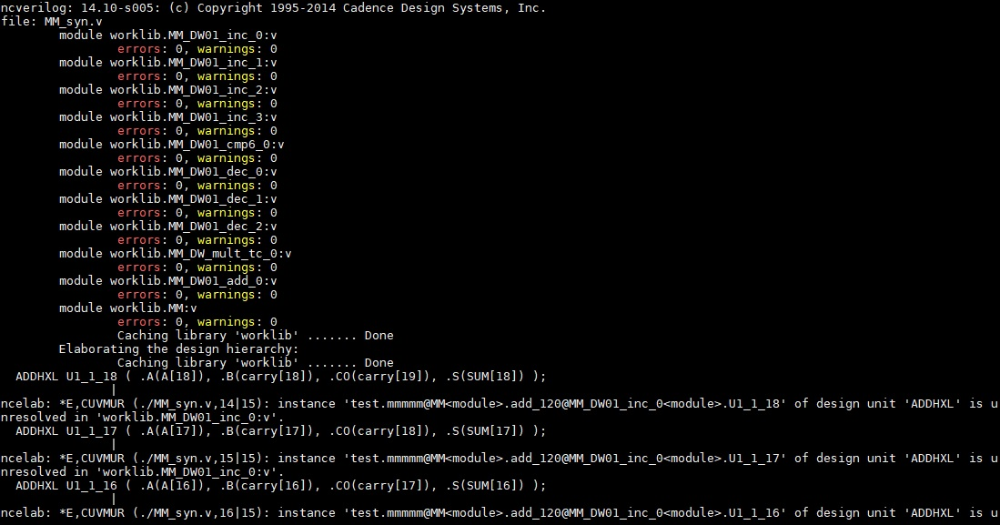 ncverilog: 14.10-s005: (c) Copyright 1995-2014 Cadence Design Systems, Inc.
file: MM_syn.v
        module worklib.MM_DW01_inc_0:v
                errors: 0, warnings: 0
        module worklib.MM_DW01_inc_1:v
                errors: 0, warnings: 0
        module worklib.MM_DW01_inc_2:v
                errors: 0, warnings: 0
        module worklib.MM_DW01_inc_3:v
                errors: 0, warnings: 0
        module worklib.MM_DW01_cmp6_0:v
                errors: 0, warnings: 0
        module worklib.MM_DW01_dec_0:v
                errors: 0, warnings: 0
        module worklib.MM_DW01_dec_1:v
                errors: 0, warnings: 0
        module worklib.MM_DW01_dec_2:v
                errors: 0, warnings: 0
        module worklib.MM_DW_mult_tc_0:v
                errors: 0, warnings: 0
        module worklib.MM_DW01_add_0:v
                errors: 0, warnings: 0
        module worklib.MM:v
                errors: 0, warnings: 0
                Caching library 'worklib' ....... Done
        Elaborating the design hierarchy:
                Caching library 'worklib' ....... Done
  ADDHXL U1_1_18 ( .A(A[18]), .B(carry[18]), .CO(carry[19]), .S(SUM[18]) );
               |
ncelab: *E,CUVMUR (./MM_syn.v,14|15): instance 'test.mmmmm@MM<module>.add_120@MM_DW01_inc_0<module>.U1_1_18' of design unit 'ADDHXL' is u
nresolved in 'worklib.MM_DW01_inc_0:v'.
  ADDHXL U1_1_17 ( .A(A[17]), .B(carry[17]), .CO(carry[18]), .S(SUM[17]) );
               |
ncelab: *E,CUVMUR (./MM_syn.v,15|15): instance 'test.mmmmm@MM<module>.add_120@MM_DW01_inc_0<module>.U1_1_17' of design unit 'ADDHXL' is u
nresolved in 'worklib.MM_DW01_inc_0:v'.
  ADDHXL U1_1_16 ( .A(A[16]), .B(carry[16]), .CO(carry[17]), .S(SUM[16]) );
               |
ncelab: *E,CUVMUR (./MM_syn.v,16|15): instance 'test.mmmmm@MM<module>.add_120@MM_DW01_inc_0<module>.U1_1_16' of design unit 'ADDHXL' is u